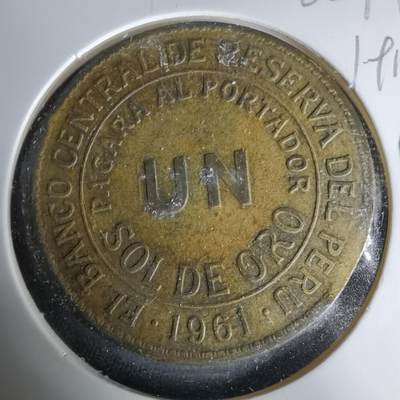 EL BANCO CENTRAL DE RESERVA DEL PERU
PAGARA AL PORTADOR
UN
SOL DE ORO
· 1961 ·